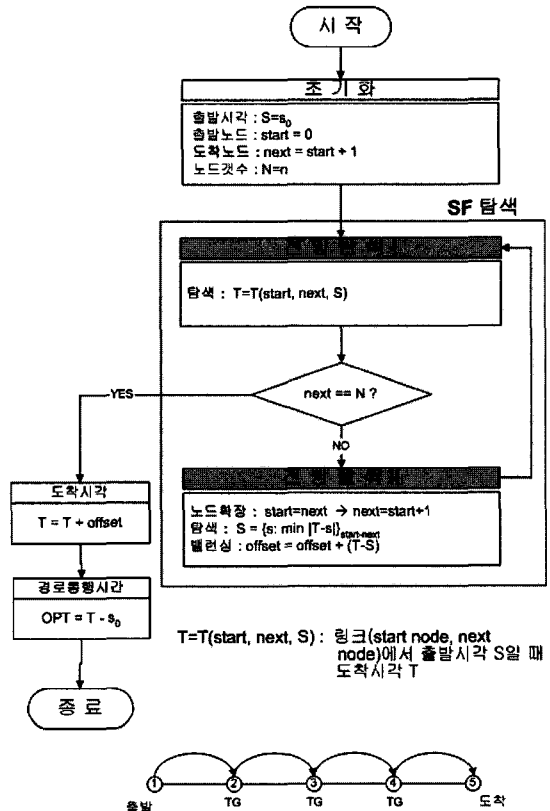 시 작
초 기 화
출발시각 : S=s₀
출발노드 : start = 0
도착노드 : next = start + 1
노드갯수 : N=n
SF 탐색
탐색 : T=T(start, next, S)
YES
next == N ?
NO
도착시각
T = T + offset
노드확장 : start=next → next=start+1
탐색 : S = {s: min |T-s|}start-next
밸런싱 : offset = offset + (T-S)
경로통행시간
OPT = T - s₀
종 료
T=T(start, next, S) : 링크(start node, next
node)에서 출발시각 S일 때
도착시각 T
1 2 3 4 5
출발 TG TG TG 도착